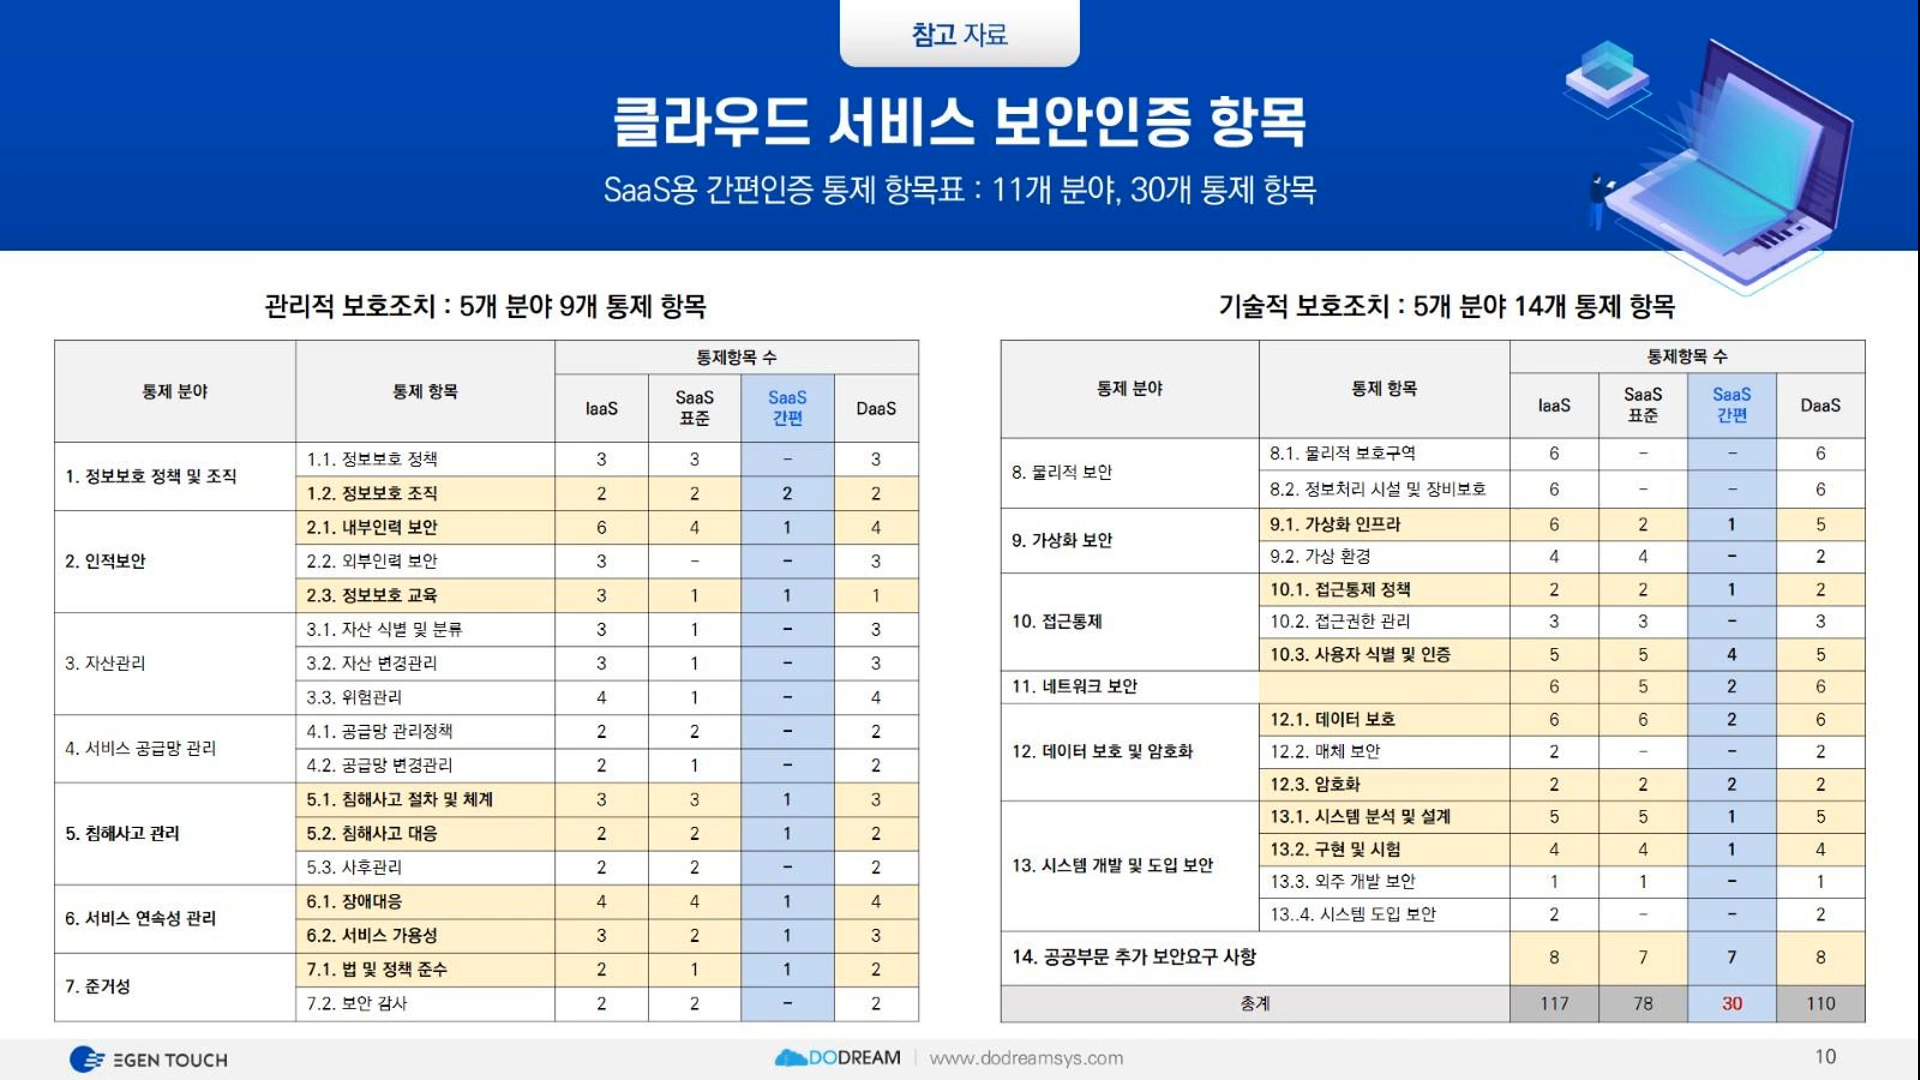 참고 자료
클라우드 서비스 보안인증 항목
SaaS용 간편인증 통제 항목표 : 11개 분야, 30개 통제 항목
관리적 보호조치 : 5개 분야 9개 통제 항목
통제 분야 통제 항목 통제항목 수
IaaS SaaS 표준 SaaS 간편 DaaS
1. 정보보호 정책 및 조직
1.1. 정보보호 정책 3 3 - 3
1.2. 정보보호 조직 2 2 2 2
2. 인적보안
2.1. 내부인력 보안 6 4 1 4
2.2. 외부인력 보안 3 - - 3
2.3. 정보보호 교육 3 1 1 1
3. 자산관리
3.1. 자산 식별 및 분류 3 1 - 3
3.2. 자산 변경관리 3 1 - 3
3.3. 위험관리 4 1 - 4
4. 서비스 공급망 관리
4.1. 공급망 관리정책 2 2 - 2
4.2. 공급망 변경관리 2 1 - 2
5. 침해사고 관리
5.1. 침해사고 절차 및 체계 3 3 1 3
5.2. 침해사고 대응 2 2 1 2
5.3. 사후관리 2 2 - 2
6. 서비스 연속성 관리
6.1. 장애대응 4 4 1 4
6.2. 서비스 가용성 3 2 1 3
7. 준거성
7.1. 법 및 정책 준수 2 1 1 2
7.2. 보안 감사 2 2 - 2
기술적 보호조치 : 5개 분야 14개 통제 항목
통제 분야 통제 항목 통제항목 수
IaaS SaaS 표준 SaaS 간편 DaaS
8. 물리적 보안
8.1. 물리적 보호구역 6 - - 6
8.2. 정보처리 시설 및 장비보호 6 - - 6
9. 가상화 보안
9.1. 가상화 인프라 6 2 1 5
9.2. 가상 환경 4 4 - 2
10. 접근통제
10.1. 접근통제 정책 2 2 1 2
10.2. 접근권한 관리 3 3 - 3
10.3. 사용자 식별 및 인증 5 5 4 5
11. 네트워크 보안 6 5 2 6
12. 데이터 보호 및 암호화
12.1. 데이터 보호 6 6 2 6
12.2. 매체 보안 2 - - 2
12.3. 암호화 2 2 2 2
13. 시스템 개발 및 도입 보안
13.1. 시스템 분석 및 설계 5 5 1 5
13.2. 구현 및 시험 4 4 1 4
13.3. 외주 개발 보안 1 1 - 1
13..4. 시스템 도입 보안 2 - - 2
14. 공공부문 추가 보안요구 사항 8 7 7 8
총계 117 78 30 110
EGEN TOUCH
DODREAM
www.dodreamsys.com
10